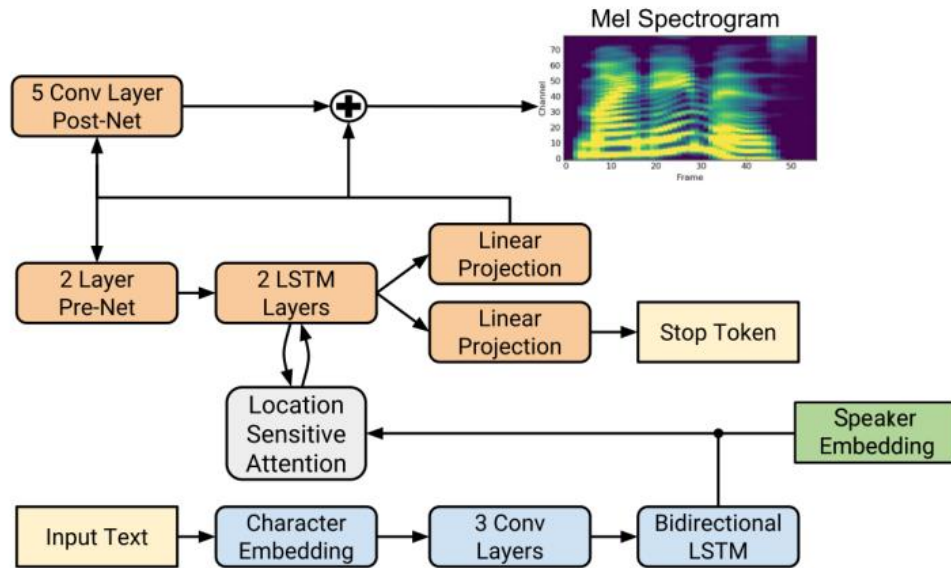 Mel Spectrogram
70
60
50
40
30
20
10
0
Channel
0
10
20
30
40
50
Frame
5 Conv Layer
Post-Net
2 Layer
Pre-Net
2 LSTM
Layers
Linear
Projection
Linear
Projection
Stop Token
Location
Sensitive
Attention
Speaker
Embedding
Input Text
Character
Embedding
3 Conv
Layers
Bidirectional
LSTM